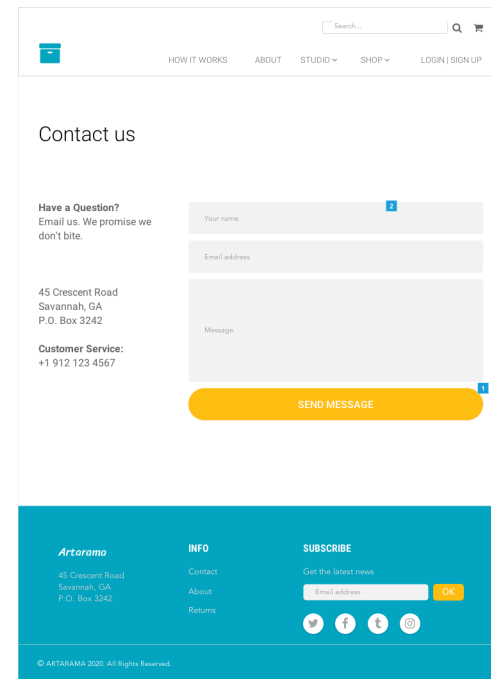 Search...
HOW IT WORKS ABOUT STUDIO SHOP LOGIN | SIGN UP
Contact us
Have a Question?
Email us. We promise we
don't bite.
45 Crescent Road
Savannah, GA
P.O. Box 3242
Customer Service:
+1 912 123 4567
2
Your name
Email address
Message
1
SEND MESSAGE
Artarama
45 Crescent Road
Savannah, GA
P.O. Box 3242
INFO
Contact
About
Returns
SUBSCRIBE
Get the latest news
Email address OK
© ARTARAMA 2020. All Rights Reserved.